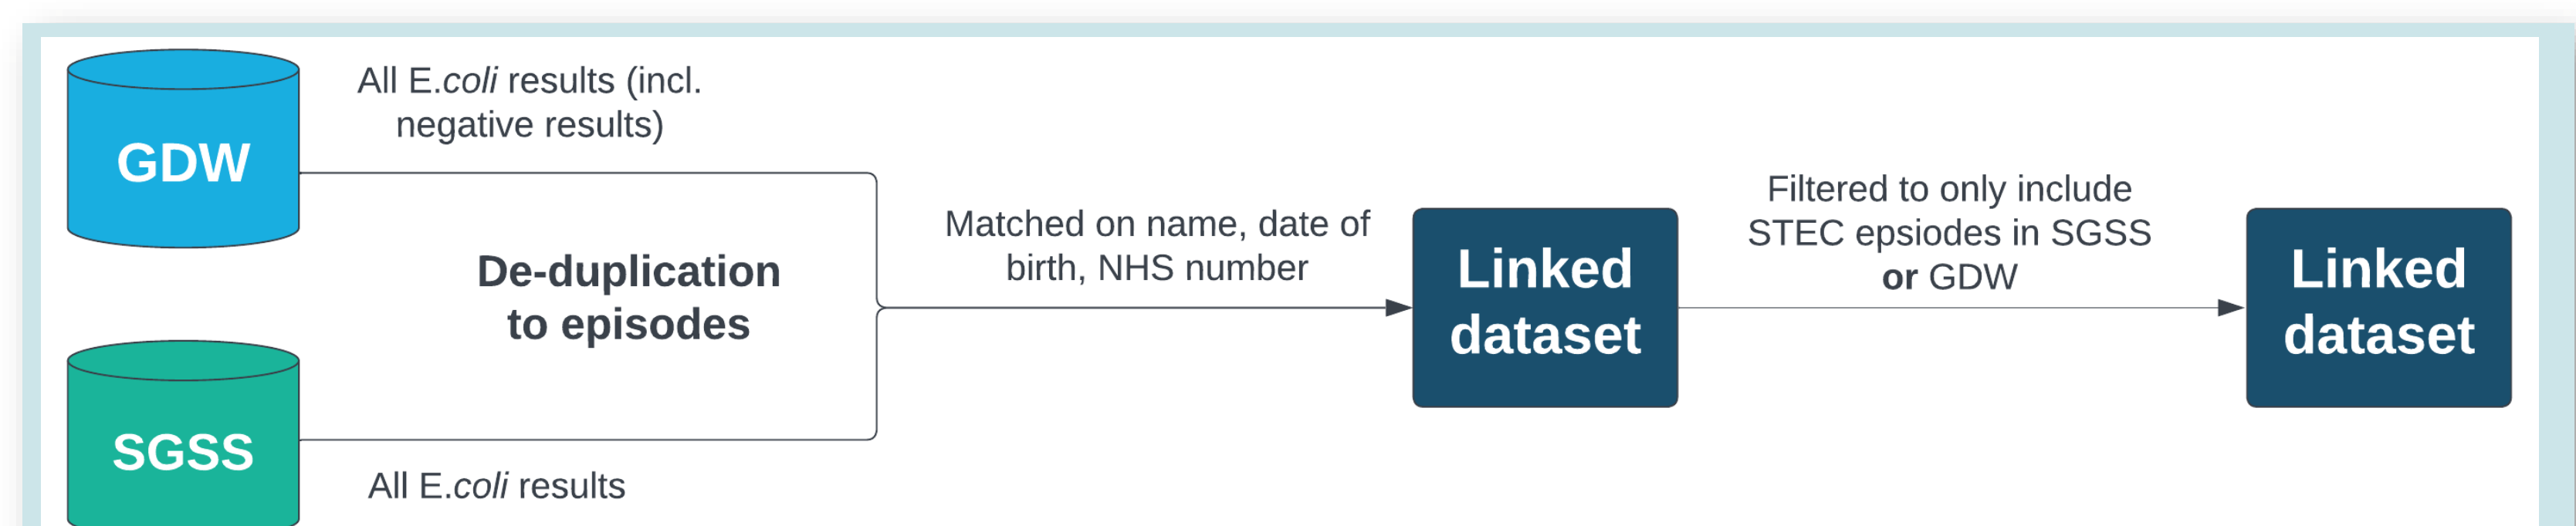 All E.coli results (incl.
negative results)
GDW
De-duplication
to episodes
SGSS
All E.coli results
Matched on name, date of
birth, NHS number
Linked
dataset
Filtered to only include
STEC epsiodes in SGSS
or GDW
Linked
dataset